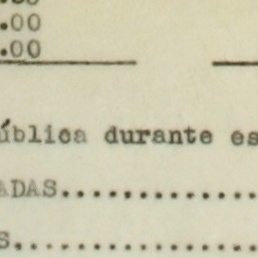 .00
.00
ública durante es
ADAS..............
S.................